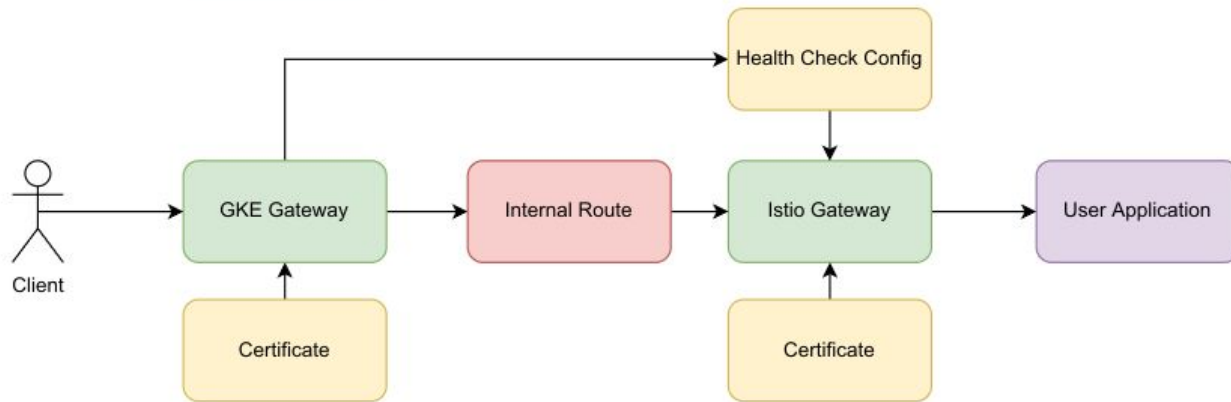 Health Check Config
GKE Gateway
Internal Route
Istio Gateway
User Application
Client
Certificate
Certificate